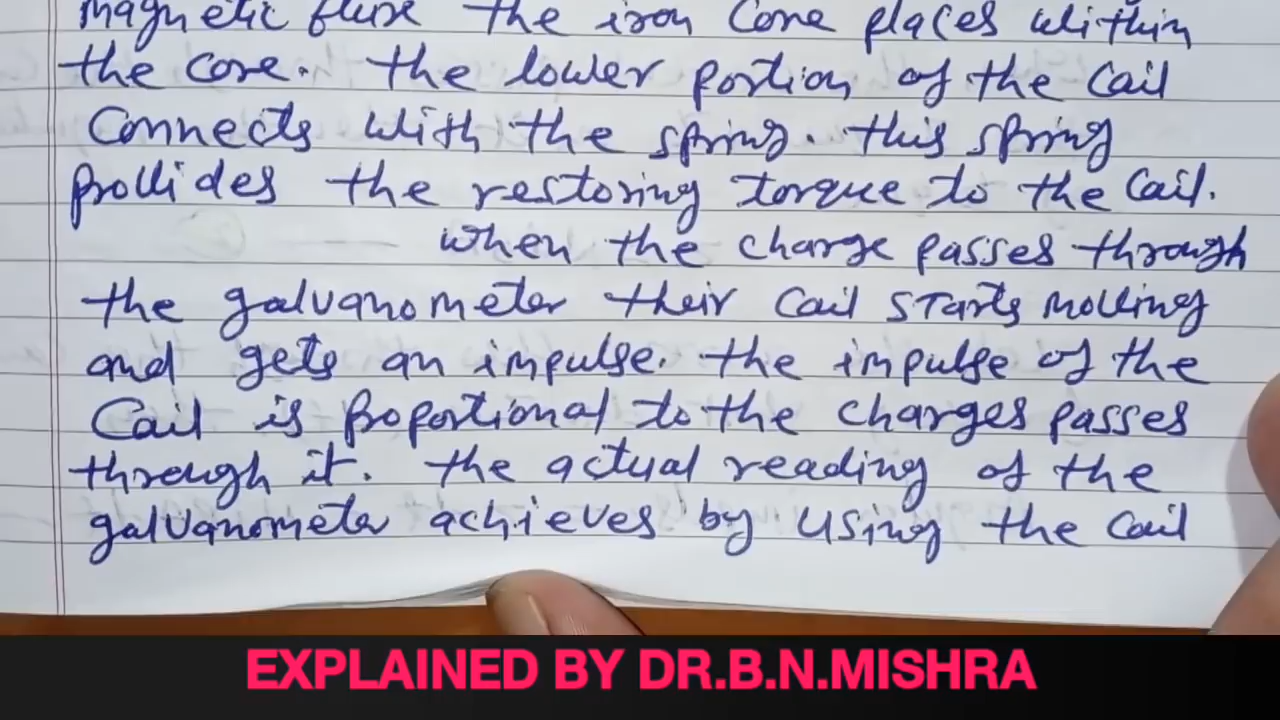 magnetic flux the iron Core places within
the core. the lower portion of the Coil
Connects with the spring. this spring
provides the restoring torque to the Coil.
when the charge passes through
the galvanometer their Coil starts moving
and gets an impulse. the impulse of the
Coil is proportional to the charges passes
through it. the actual reading of the
galvanometer achieves by using the Coil
EXPLAINED BY DR.B.N.MISHRA